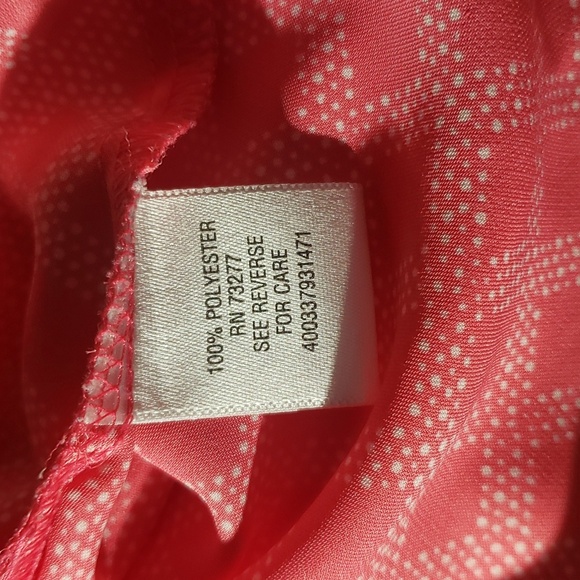 100% POLYESTER
RN 73277
SEE REVERSE
FOR CARE
400337931471